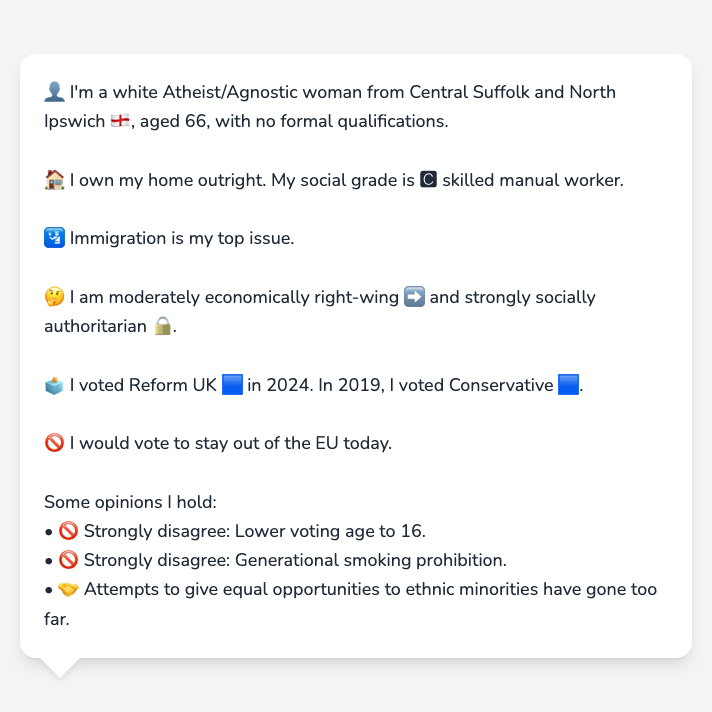 👤 I'm a white Atheist/Agnostic woman from Central Suffolk and North
Ipswich 🏴󠁧󠁢󠁥󠁮󠁧󠁿, aged 66, with no formal qualifications.
🏠 I own my home outright. My social grade is 🅲 skilled manual worker.
🛂 Immigration is my top issue.
🤔 I am moderately economically right-wing ➡️ and strongly socially
authoritarian 🔒.
🗳️ I voted Reform UK 🟦 in 2024. In 2019, I voted Conservative 🟦.
🚫 I would vote to stay out of the EU today.
Some opinions I hold:
• 🚫 Strongly disagree: Lower voting age to 16.
• 🚫 Strongly disagree: Generational smoking prohibition.
• 🤝 Attempts to give equal opportunities to ethnic minorities have gone too
far.